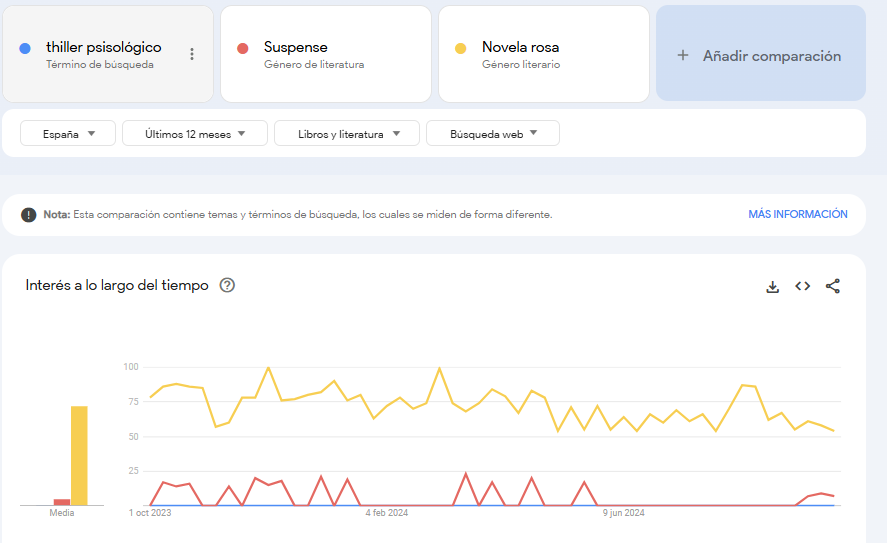 thiller psisológico
Término de búsqueda
Suspense
Género de literatura
Novela rosa
Género literario
+ Añadir comparación
España
Últimos 12 meses
Libros y literatura
Búsqueda web
Nota: Esta comparación contiene temas y términos de búsqueda, los cuales se miden de forma diferente.
MÁS INFORMACIÓN
Interés a lo largo del tiempo
100
75
50
25
Media
1 oct 2023
4 feb 2024
9 jun 2024